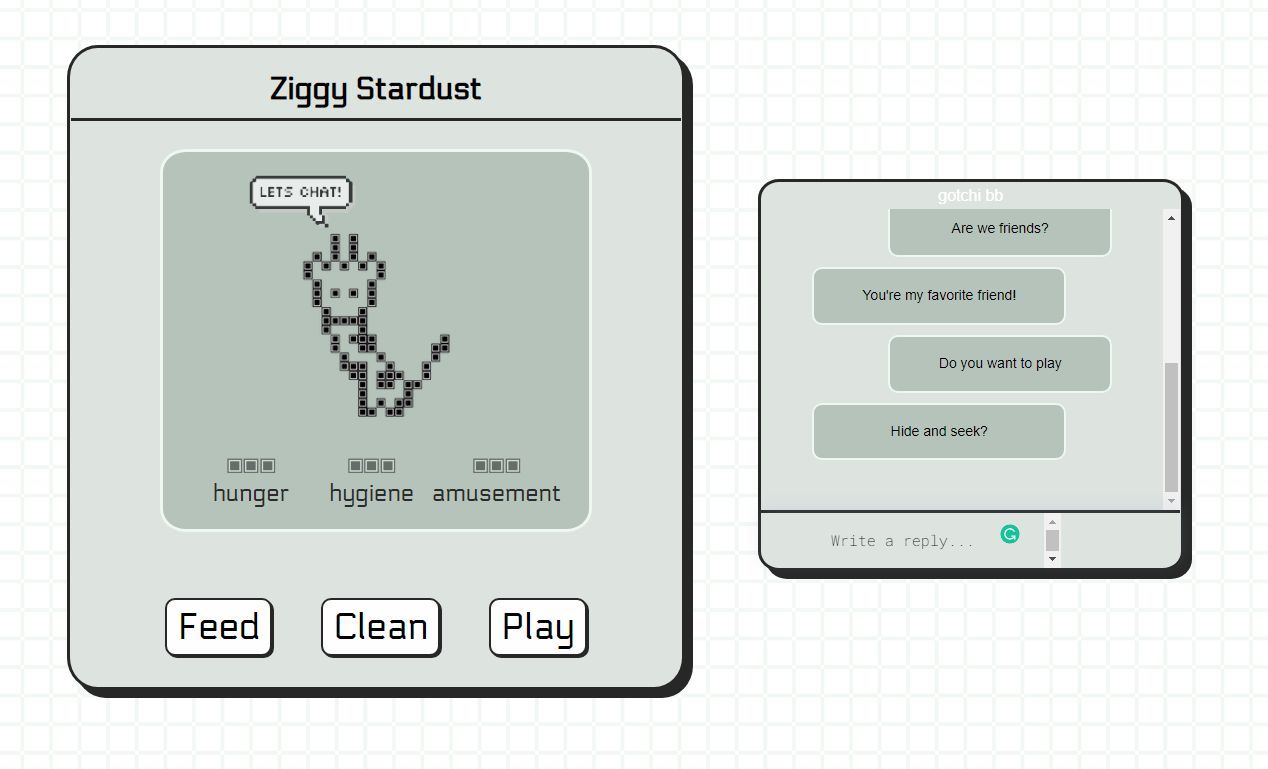 Ziggy Stardust
LETS CHAT!
hunger
hygiene
amusement
Feed
Clean
Play
gotchi bb
Are we friends?
You're my favorite friend!
Do you want to play
Hide and seek?
Write a reply...